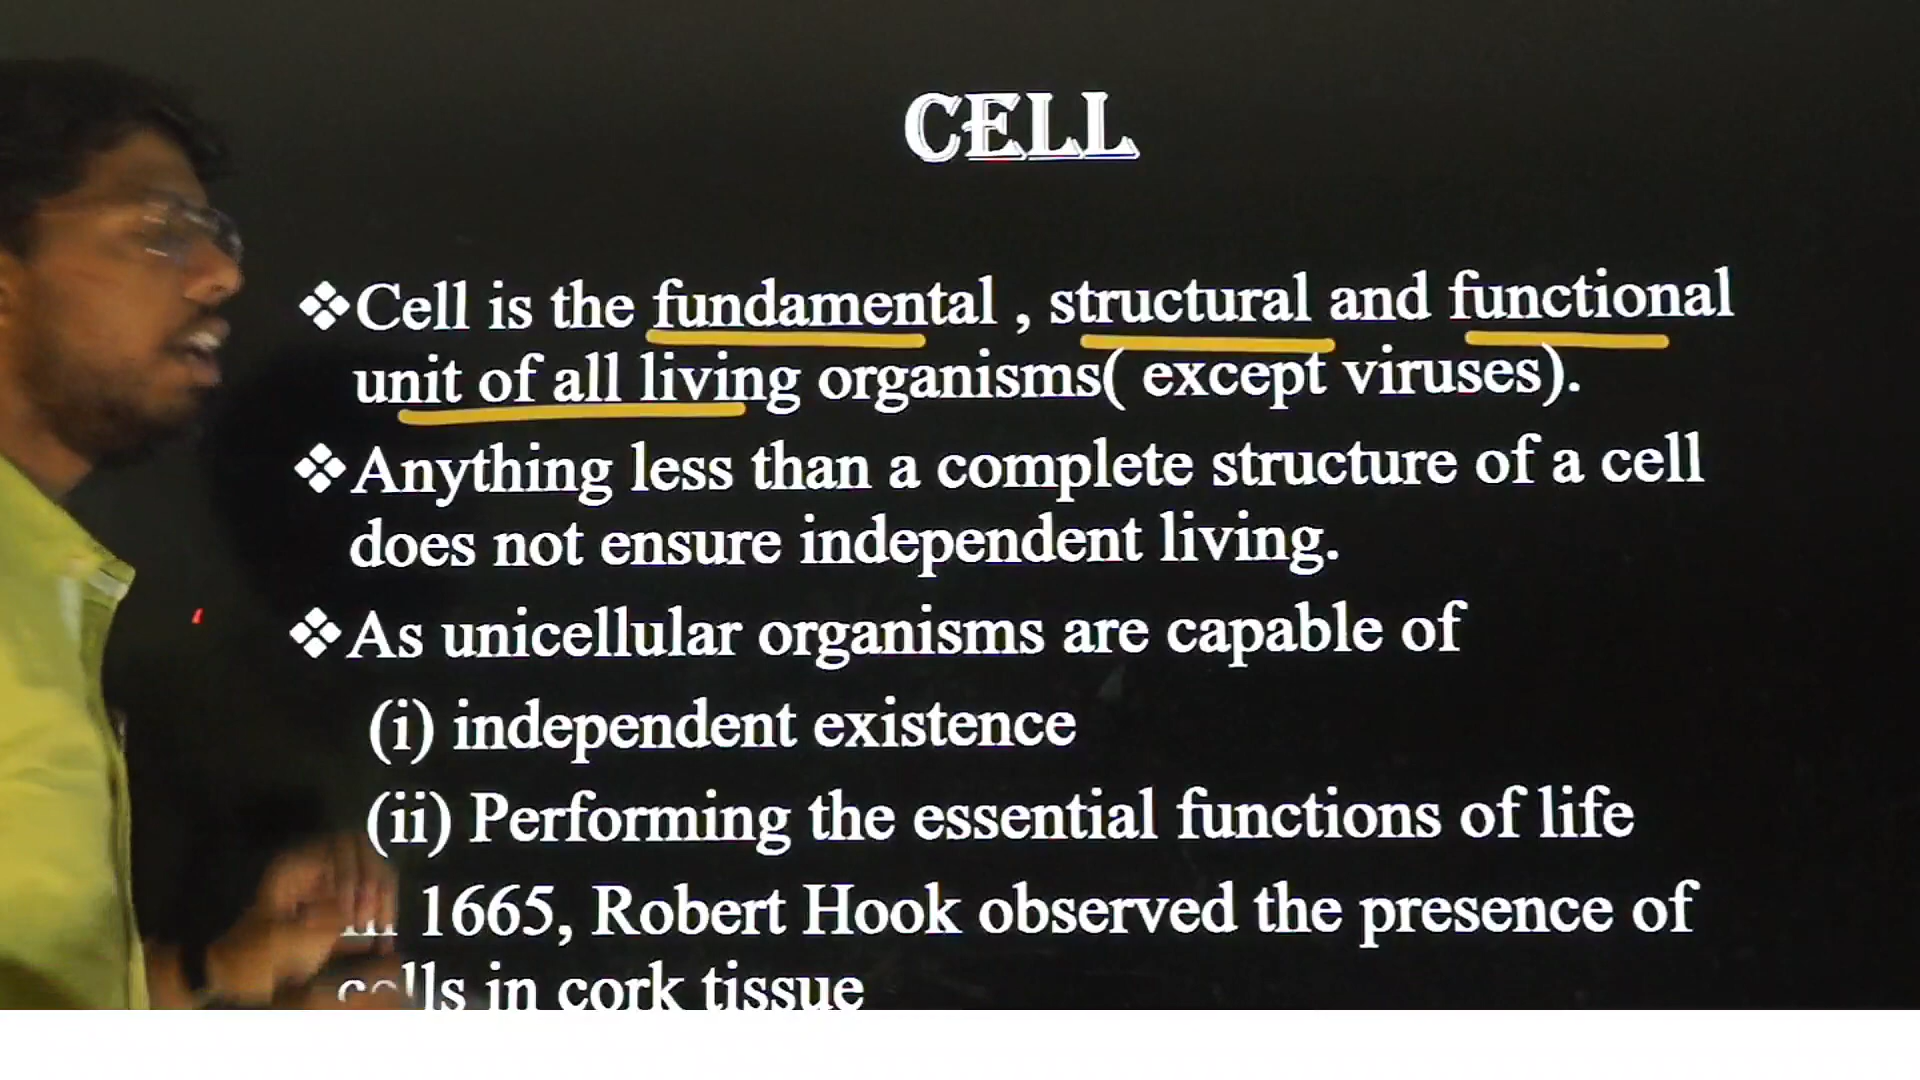 CELL
❖Cell is the fundamental , structural and functional
unit of all living organisms( except viruses).
❖Anything less than a complete structure of a cell
does not ensure independent living.
❖As unicellular organisms are capable of
(i) independent existence
(ii) Performing the essential functions of life
1665, Robert Hook observed the presence of
cells in cork tissue